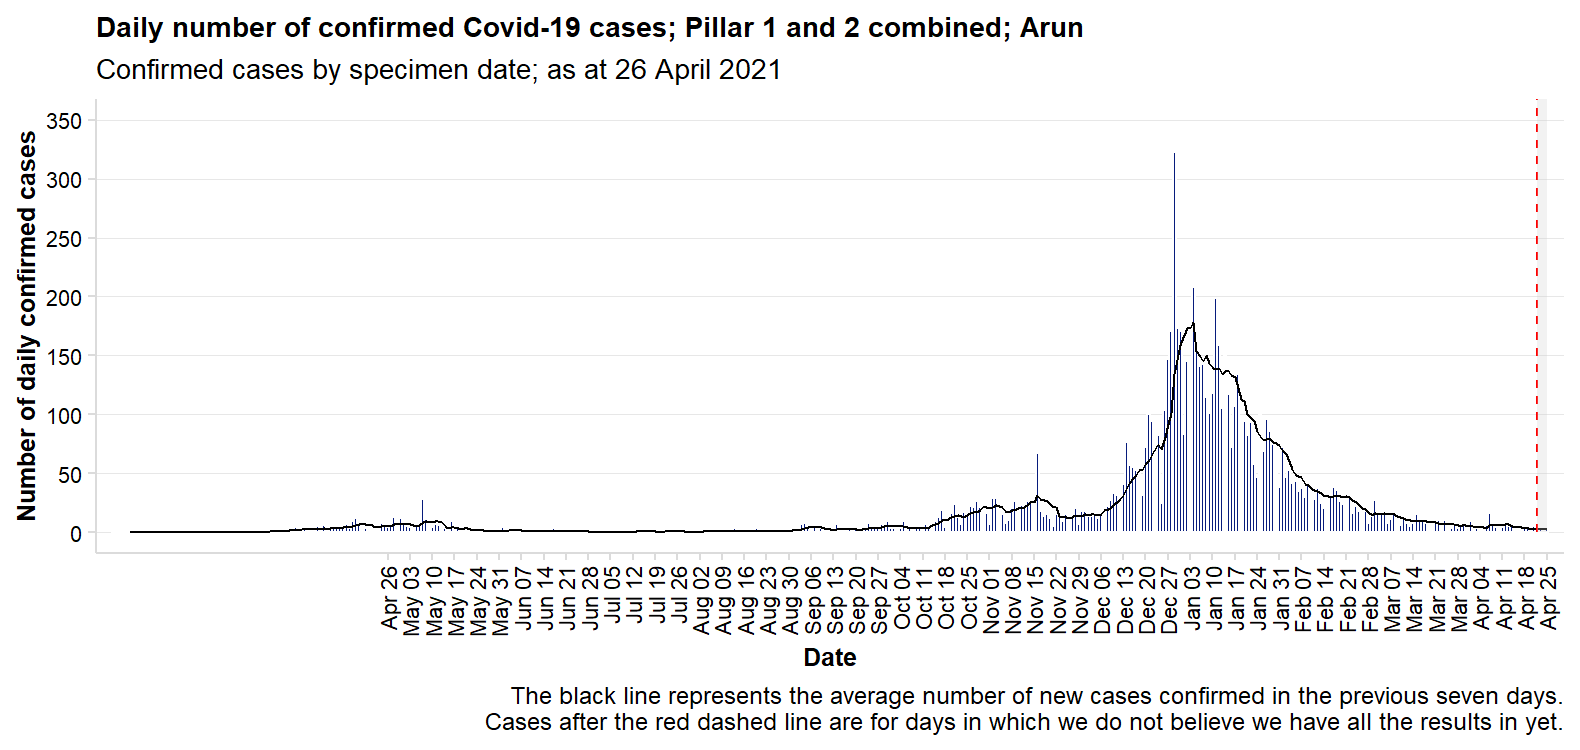 Daily number of confirmed Covid-19 cases; Pillar 1 and 2 combined; Arun
Confirmed cases by specimen date; as at 26 April 2021
Number of daily confirmed cases
350
300
250
200
150
100
50
0
Apr 26
May 03
May 10
May 17
May 24
May 31
Jun 07
Jun 14
Jun 21
Jun 28
Jul 05
Jul 12
Jul 19
Jul 26
Aug 02
Aug 09
Aug 16
Aug 23
Aug 30
Sep 06
Sep 13
Sep 20
Sep 27
Oct 04
Oct 11
Oct 18
Oct 25
Nov 01
Nov 08
Nov 15
Nov 22
Nov 29
Dec 06
Dec 13
Dec 20
Dec 27
Jan 03
Jan 10
Jan 17
Jan 24
Jan 31
Feb 07
Feb 14
Feb 21
Feb 28
Mar 07
Mar 14
Mar 21
Mar 28
Apr 04
Apr 11
Apr 18
Apr 25
Date
The black line represents the average number of new cases confirmed in the previous seven days.
Cases after the red dashed line are for days in which we do not believe we have all the results in yet.